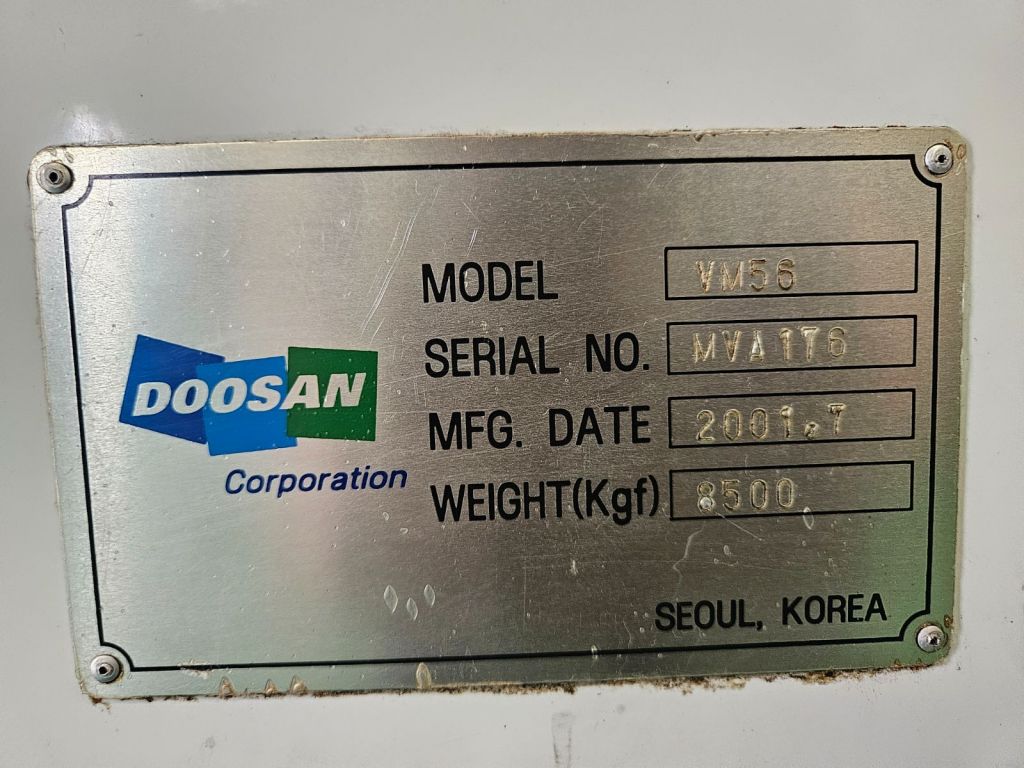 DOOSAN
Corporation
MODEL VM56
SERIAL NO. MVA176
MFG. DATE 2001.7
WEIGHT(Kgf) 8500
SEOUL, KOREA